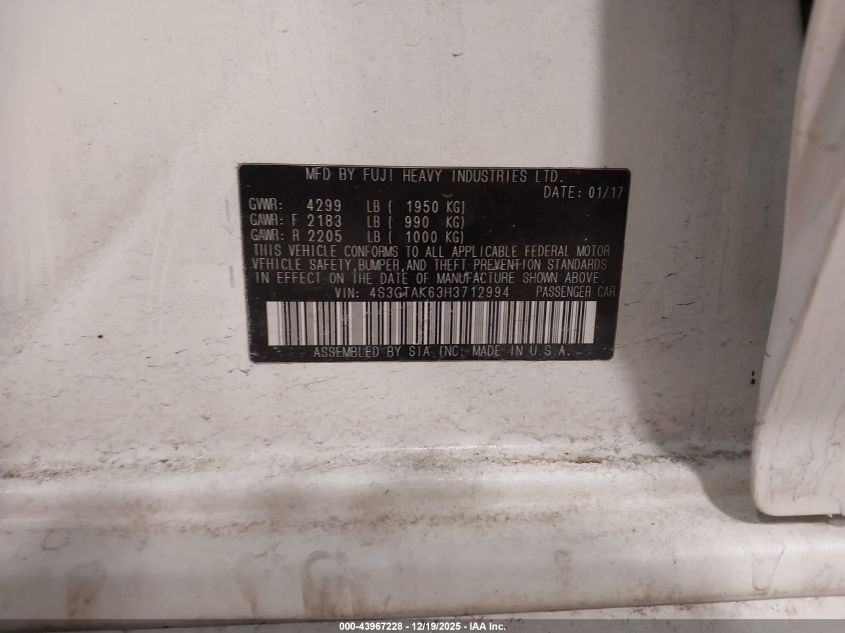 MFD BY FUJI HEAVY INDUSTRIES LTD.
DATE: 01/17
GVWR: 4299 LB ( 1950 KG)
GAWR: F 2183 LB ( 990 KG)
GAWR: R 2205 LB ( 1000 KG)
THIS VEHICLE CONFORMS TO ALL APPLICABLE FEDERAL MOTOR
VEHICLE SAFETY,BUMPER,AND THEFT PREVENTION STANDARDS
IN EFFECT ON THE DATE OF MANUFACTURE SHOWN ABOVE.
VIN: 4S3GTAK63H3712994 PASSENGER CAR
ASSEMBLED BY SIA,INC. MADE IN U.S.A.
000-43967228 - 12/19/2025 - IAA Inc.